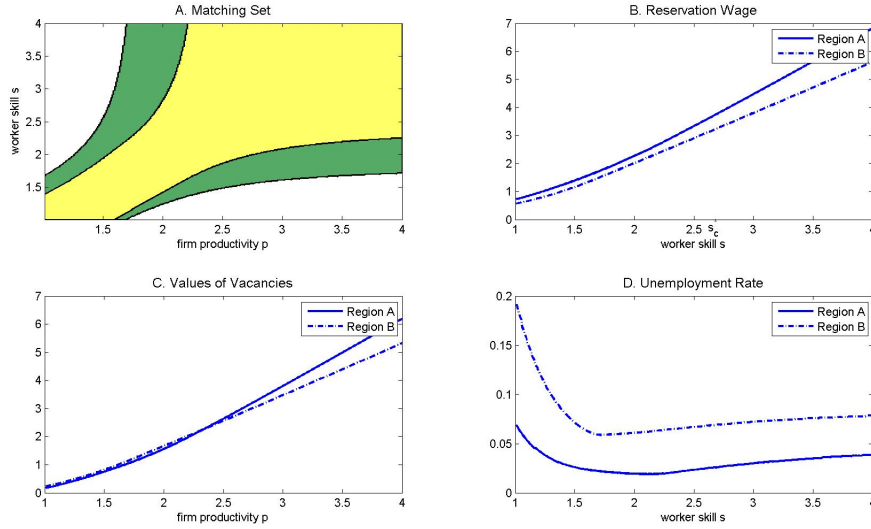 A. Matching Set
4
3.5
3
2.5
2
1.5
worker skill s
1.5 2 2.5 3 3.5 4
firm productivity p
B. Reservation Wage
7
6
5
4
3
2
1
0
Region A
Region B
1 1.5 2 2.5 s_c 3 3.5 4
worker skill s
C. Values of Vacancies
7
6
5
4
3
2
1
0
Region A
Region B
1 1.5 2 2.5 3 3.5 4
firm productivity p
D. Unemployment Rate
0.2
0.15
0.1
0.05
0
Region A
Region B
1 1.5 2 2.5 3 3.5 4
worker skill s